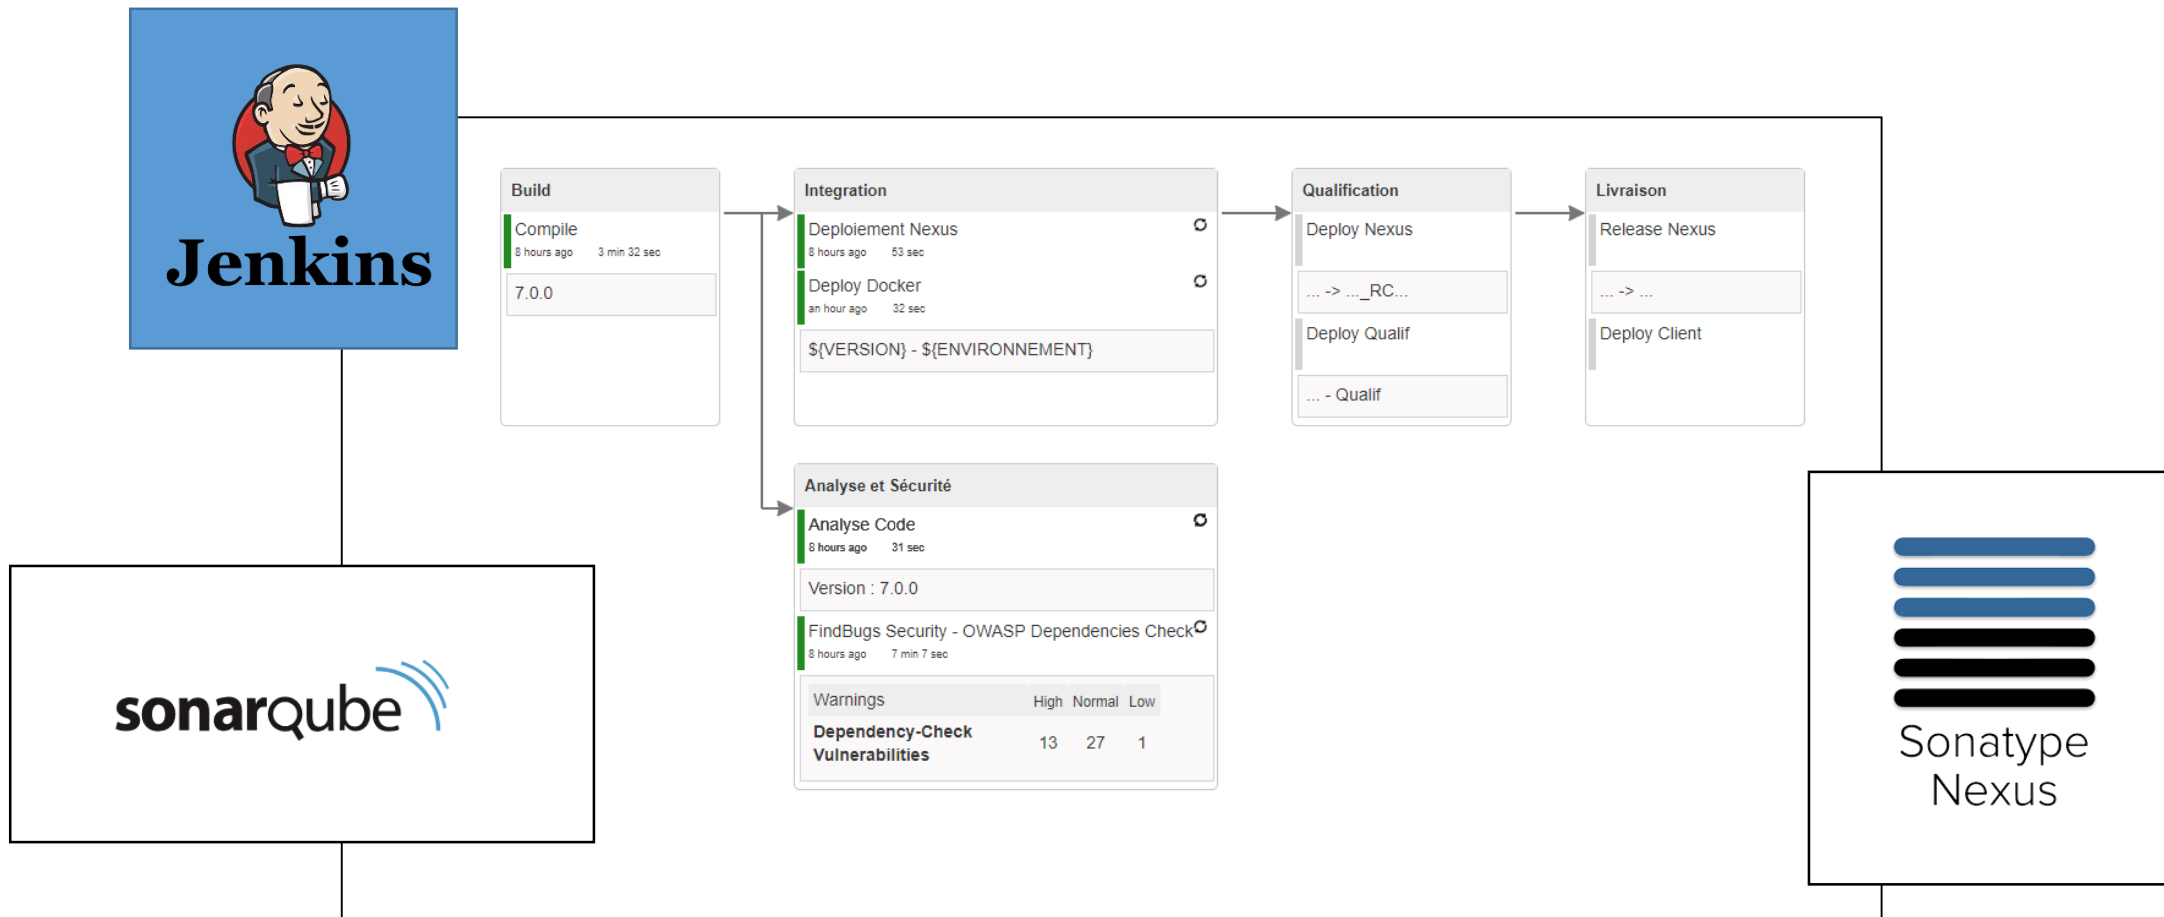 Jenkins
Build
Compile
8 hours ago 3 min 32 sec
7.0.0
Integration
Deploiement Nexus
8 hours ago 53 sec
Deploy Docker
an hour ago 32 sec
${VERSION} - ${ENVIRONNEMENT}
Qualification
Deploy Nexus
... -> ..._RC...
Deploy Qualif
... - Qualif
Livraison
Release Nexus
... -> ...
Deploy Client
Analyse et Sécurité
Analyse Code
8 hours ago 31 sec
Version : 7.0.0
FindBugs Security - OWASP Dependencies Check
8 hours ago 7 min 7 sec
Warnings High Normal Low
Dependency-Check
Vulnerabilities
13 27 1
sonarqube
Sonatype
Nexus